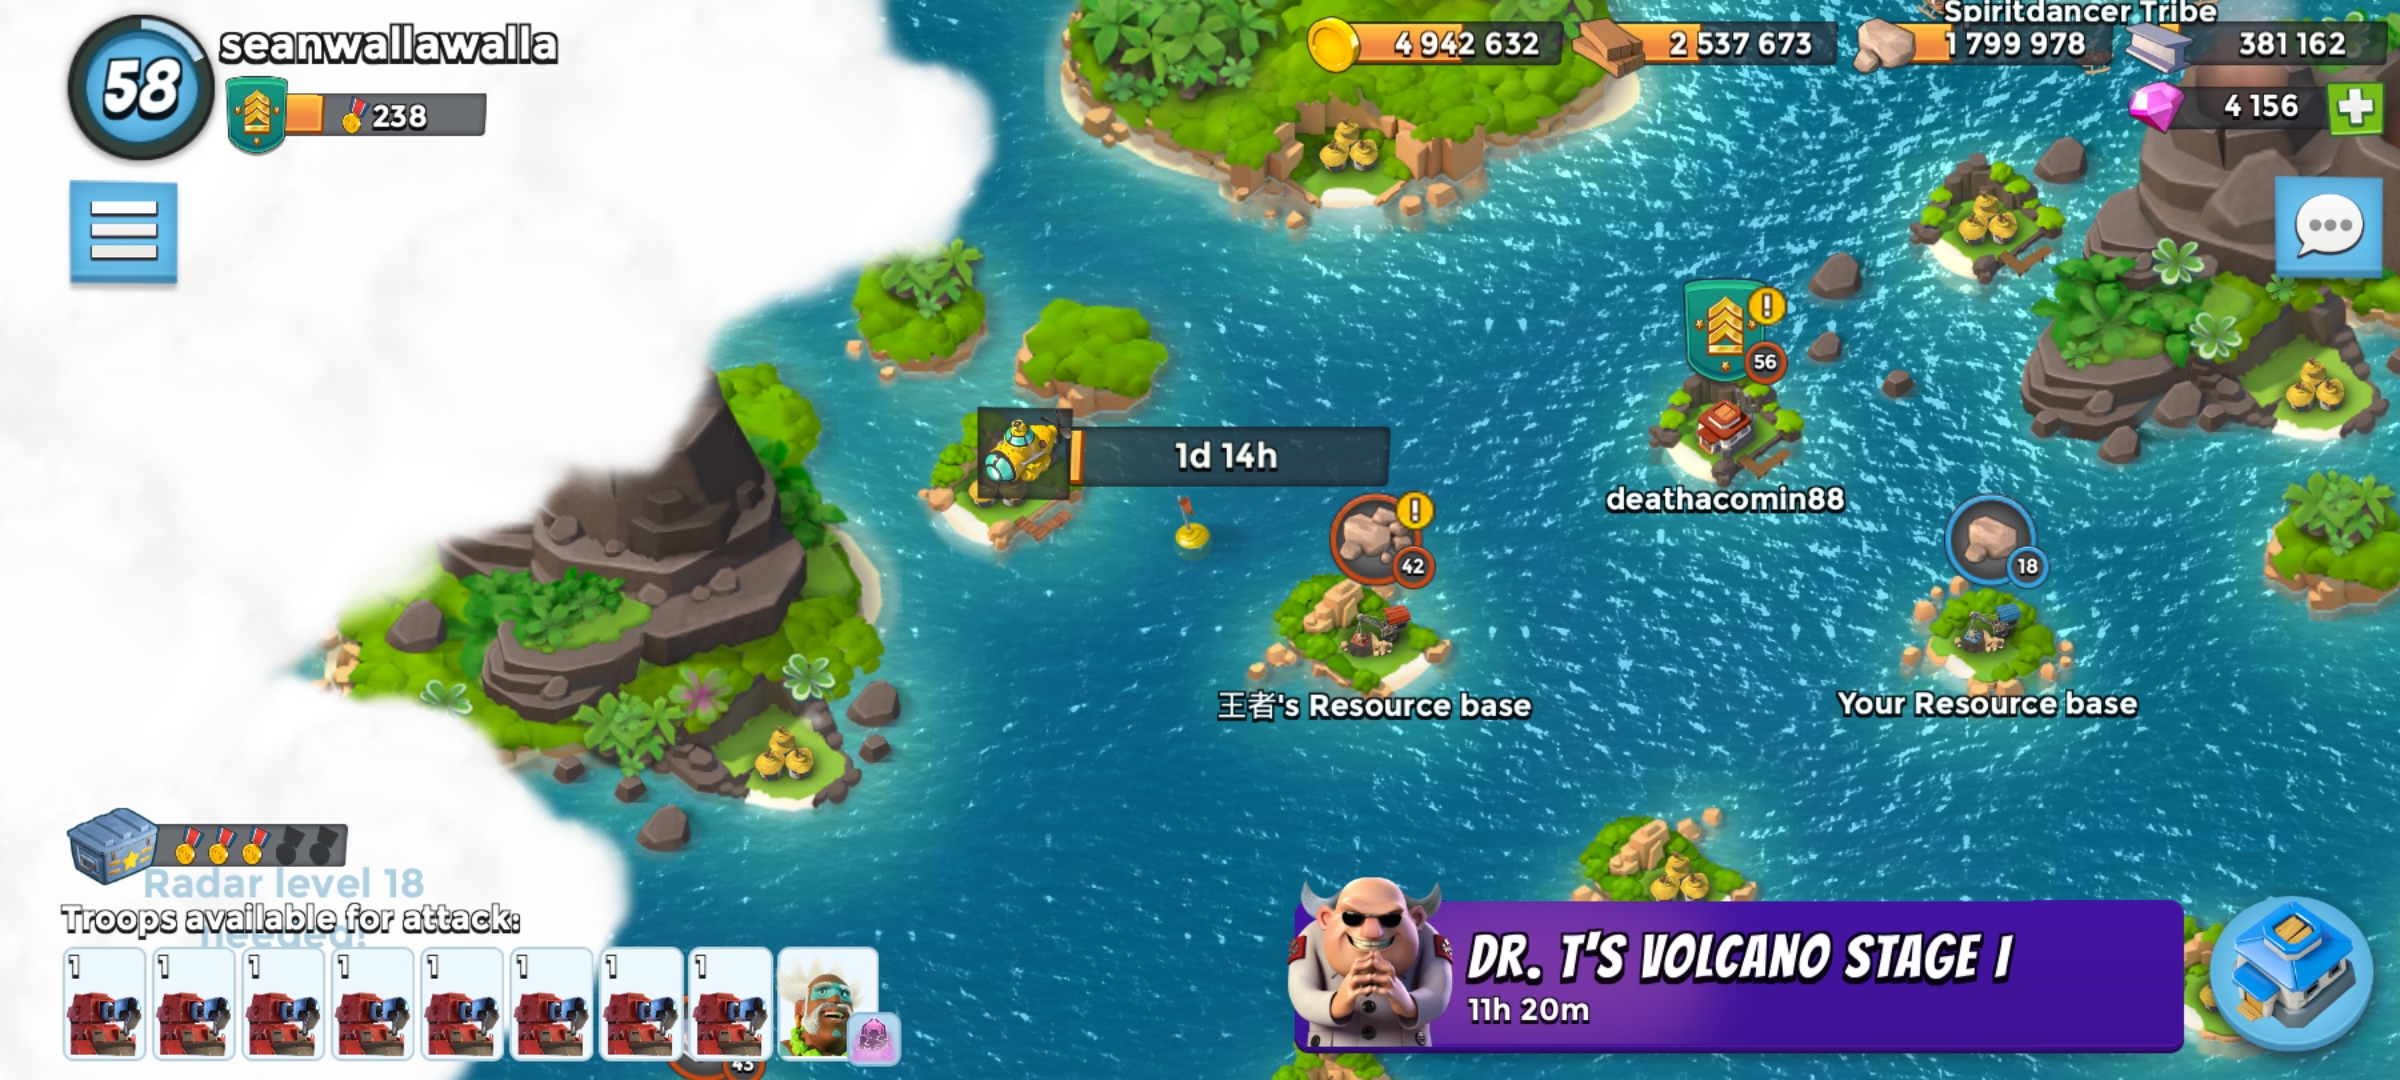 58
seanwallawalla
238
Spiritdancer Tribe
4 942 632
2 537 673
1 799 978
381 162
4 156
!
56
deathacomin88
1d 14h
!
42
王者's Resource base
18
Your Resource base
Radar level 18
needed!
Troops available for attack:
1 1 1 1 1 1 1 1
43
DR. T'S VOLCANO STAGE I
11h 20m